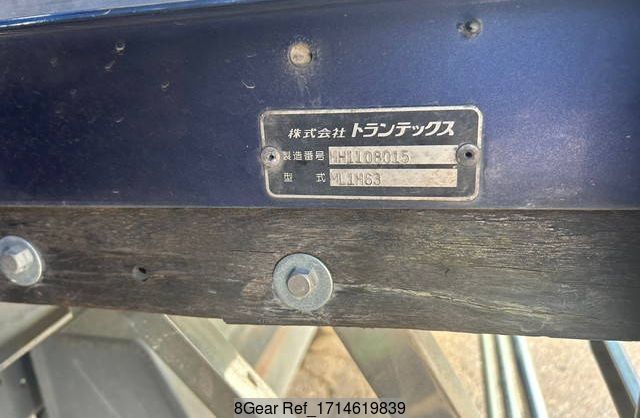 株式会社 トランテックス
製造番号 WH1108015
型式 ML1M63
8Gear Ref_1714619839